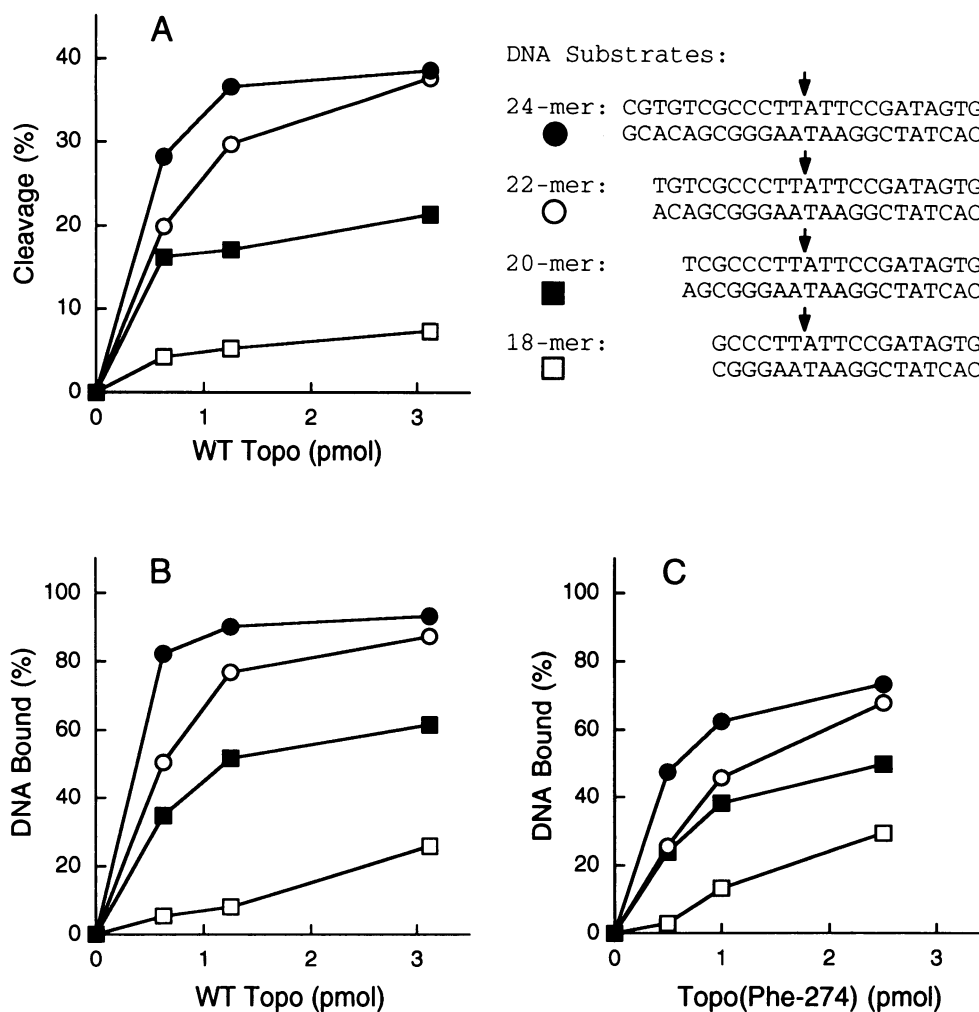 A
Cleavage (%)
40
30
20
10
0
0 1 2 3
WT Topo (pmol)
DNA Substrates:
24-mer: CGTGTCGCCCTTATTCCGATAGTG
GCACAGCGGGAATAAGGCTATCAC
22-mer: TGTCGCCCTTATTCCGATAGTG
ACAGCGGGAATAAGGCTATCAC
20-mer: TCGCCCTTATTCCGATAGTG
AGCGGGAATAAGGCTATCAC
18-mer: GCCCTTATTCCGATAGTG
CGGGAATAAGGCTATCAC
B
DNA Bound (%)
100
80
60
40
20
0
0 1 2 3
WT Topo (pmol)
C
DNA Bound (%)
100
80
60
40
20
0
0 1 2 3
Topo(Phe-274) (pmol)